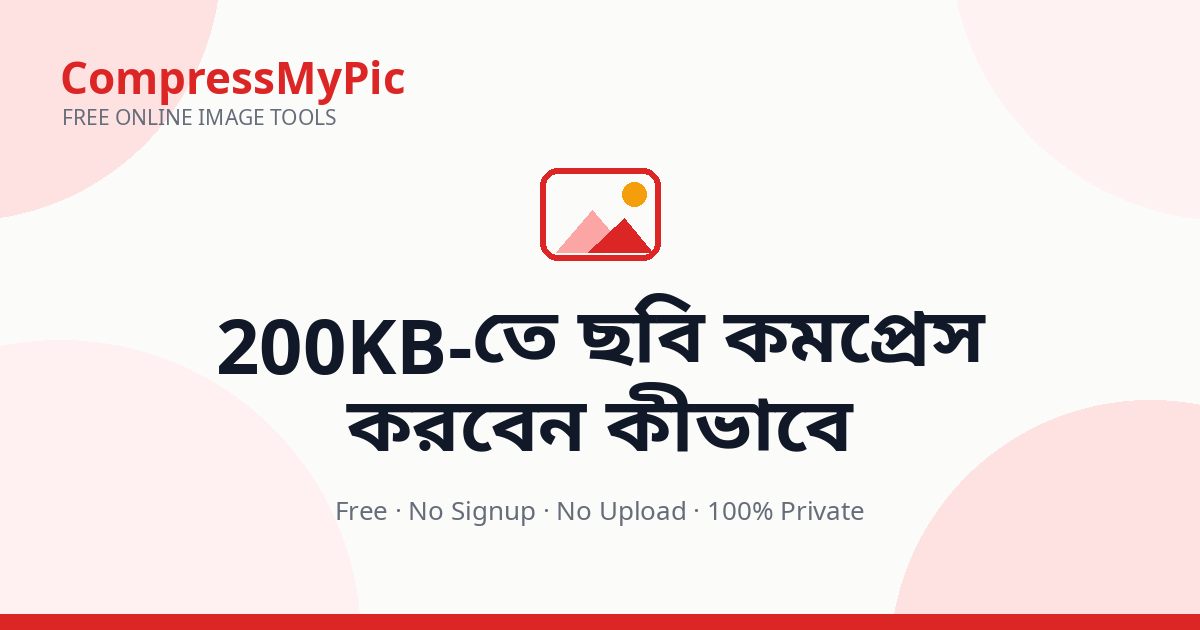 CompressMyPic
FREE ONLINE IMAGE TOOLS
200KB-তে ছবি কমপ্রেস
করবেন কীভাবে
Free · No Signup · No Upload · 100% Private